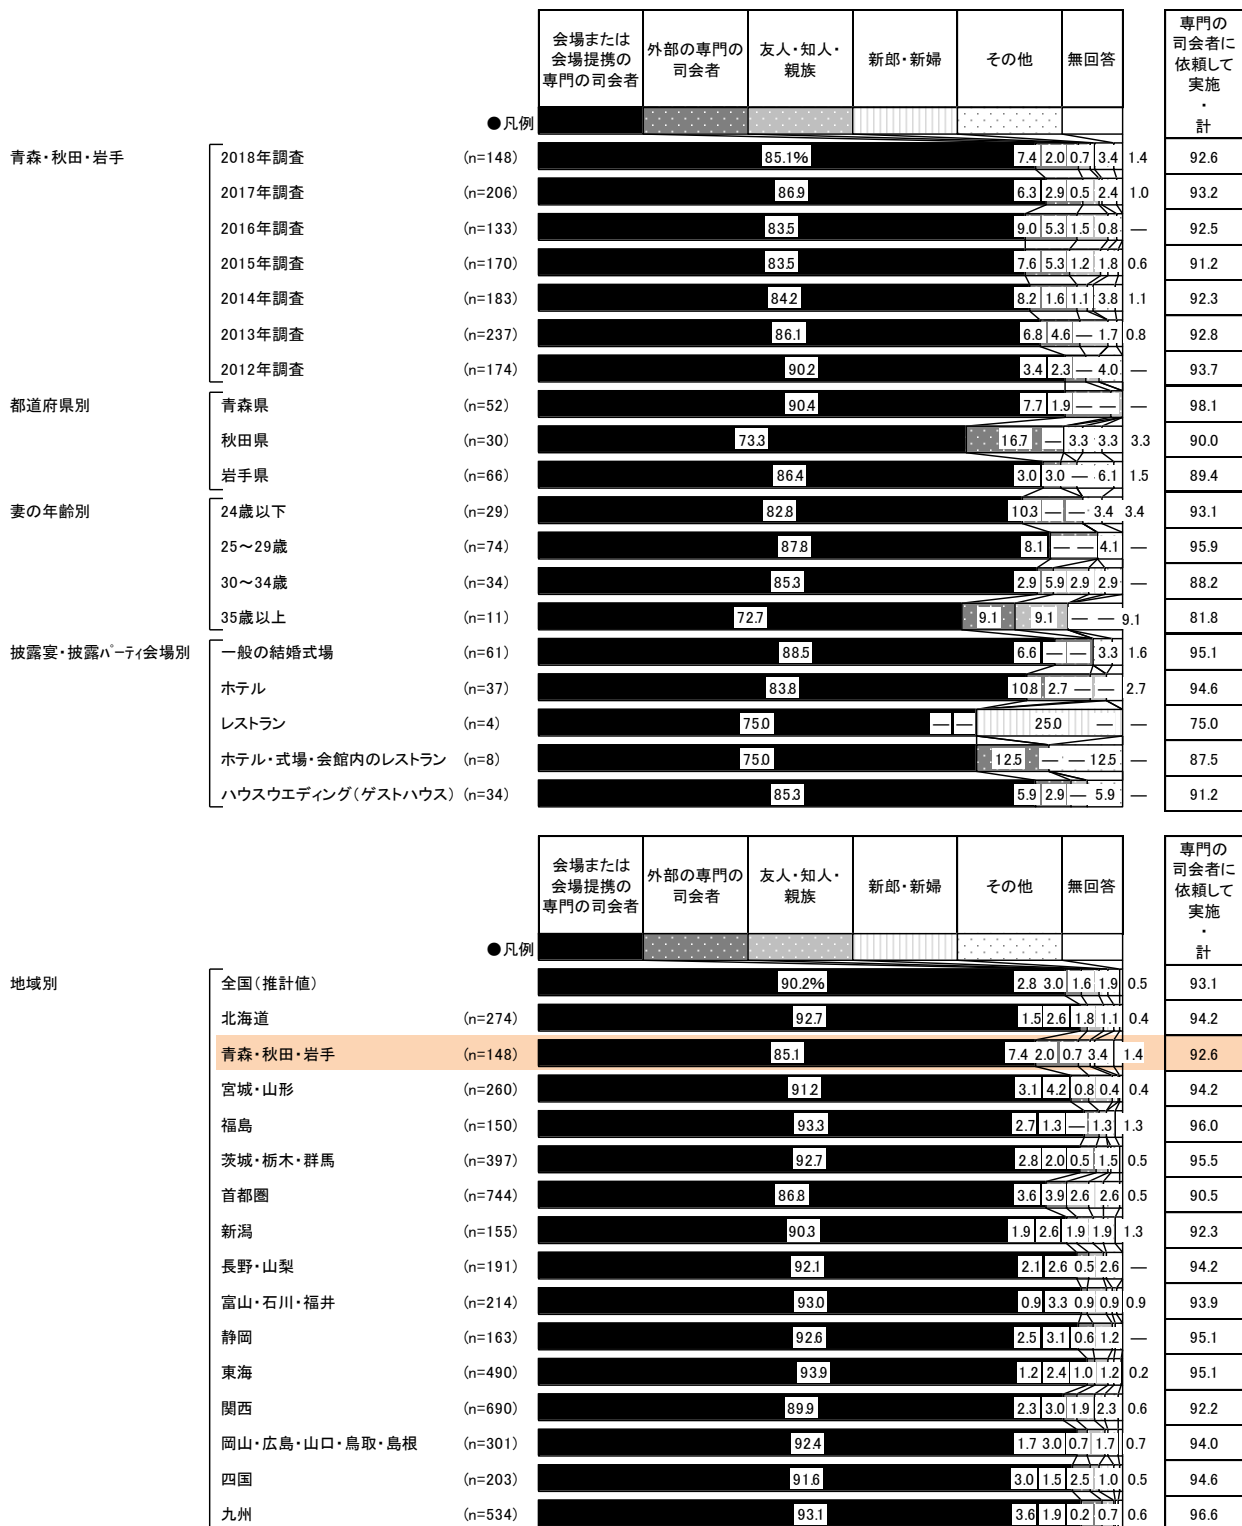 会場または
会場提携の
専門の司会者
外部の専門の
司会者
友人・知人・
親族
新郎・新婦
その他
無回答
専門の
司会者に
依頼して
実施
・
計
●凡例
青森・秋田・岩手 2018年調査 (n=148) 85.1% 7.4 2.0 0.7 3.4 1.4 92.6
2017年調査 (n=206) 86.9 6.3 2.9 0.5 2.4 1.0 93.2
2016年調査 (n=133) 83.5 9.0 5.3 1.5 0.8 — 92.5
2015年調査 (n=170) 83.5 7.6 5.3 1.2 1.8 0.6 91.2
2014年調査 (n=183) 84.2 8.2 1.6 1.1 3.8 1.1 92.3
2013年調査 (n=237) 86.1 6.8 4.6 — 1.7 0.8 92.8
2012年調査 (n=174) 90.2 3.4 2.3 — 4.0 — 93.7
都道府県別 青森県 (n=52) 90.4 7.7 1.9 — — — 98.1
秋田県 (n=30) 73.3 16.7 — 3.3 3.3 3.3 90.0
岩手県 (n=66) 86.4 3.0 3.0 — 6.1 1.5 89.4
妻の年齢別 24歳以下 (n=29) 82.8 10.3 — — 3.4 3.4 93.1
25～29歳 (n=74) 87.8 8.1 — — 4.1 — 95.9
30～34歳 (n=34) 85.3 2.9 5.9 2.9 2.9 — 88.2
35歳以上 (n=11) 72.7 9.1 9.1 — — 9.1 81.8
披露宴・披露パーティ会場別 一般の結婚式場 (n=61) 88.5 6.6 — — 3.3 1.6 95.1
ホテル (n=37) 83.8 10.8 2.7 — — 2.7 94.6
レストラン (n=4) 75.0 — — 25.0 — — 75.0
ホテル・式場・会館内のレストラン (n=8) 75.0 12.5 — — 12.5 — 87.5
ハウスウエディング(ゲストハウス) (n=34) 85.3 5.9 2.9 — 5.9 91.2
会場または
会場提携の
専門の司会者
外部の専門の
司会者
友人・知人・
親族
新郎・新婦
その他
無回答
専門の
司会者に
依頼して
実施
・
計
●凡例
地域別 全国(推計値) 90.2% 2.8 3.0 1.6 1.9 0.5 93.1
北海道 (n=274) 92.7 1.5 2.6 1.8 1.1 0.4 94.2
青森・秋田・岩手 (n=148) 85.1 7.4 2.0 0.7 3.4 1.4 92.6
宮城・山形 (n=260) 91.2 3.1 4.2 0.8 0.4 0.4 94.2
福島 (n=150) 93.3 2.7 1.3 — 1.3 1.3 96.0
茨城・栃木・群馬 (n=397) 92.7 2.8 2.0 0.5 1.5 0.5 95.5
首都圏 (n=744) 86.8 3.6 3.9 2.6 2.6 0.5 90.5
新潟 (n=155) 90.3 1.9 2.6 1.9 1.9 1.3 92.3
長野・山梨 (n=191) 92.1 2.1 2.6 0.5 2.6 — 94.2
富山・石川・福井 (n=214) 93.0 0.9 3.3 0.9 0.9 0.9 93.9
静岡 (n=163) 92.6 2.5 3.1 0.6 1.2 — 95.1
東海 (n=490) 93.9 1.2 2.4 1.0 1.2 0.2 95.1
関西 (n=690) 89.9 2.3 3.0 1.9 2.3 0.6 92.2
岡山・広島・山口・鳥取・島根 (n=301) 92.4 1.7 3.0 0.7 1.7 0.7 94.0
四国 (n=203) 91.6 3.0 1.5 2.5 1.0 0.5 94.6
九州 (n=534) 93.1 3.6 1.9 0.2 0.7 0.6 96.6